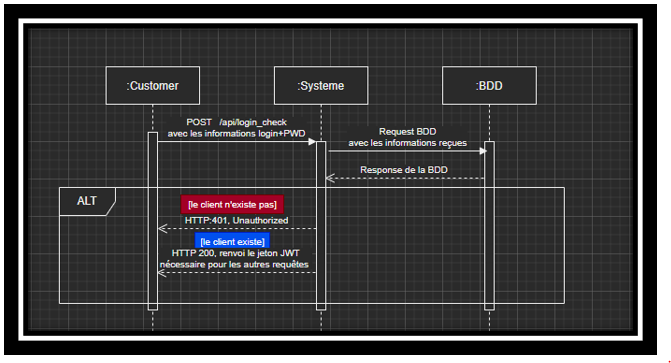 :Customer
:Systeme
:BDD
POST /api/login_check
avec les informations login+PWD
Request BDD
avec les informations reçues
Response de la BDD
ALT
[le client n'existe pas]
HTTP:401, Unauthorized
[le client existe]
HTTP 200, renvoi le jeton JWT
nécessaire pour les autres requêtes